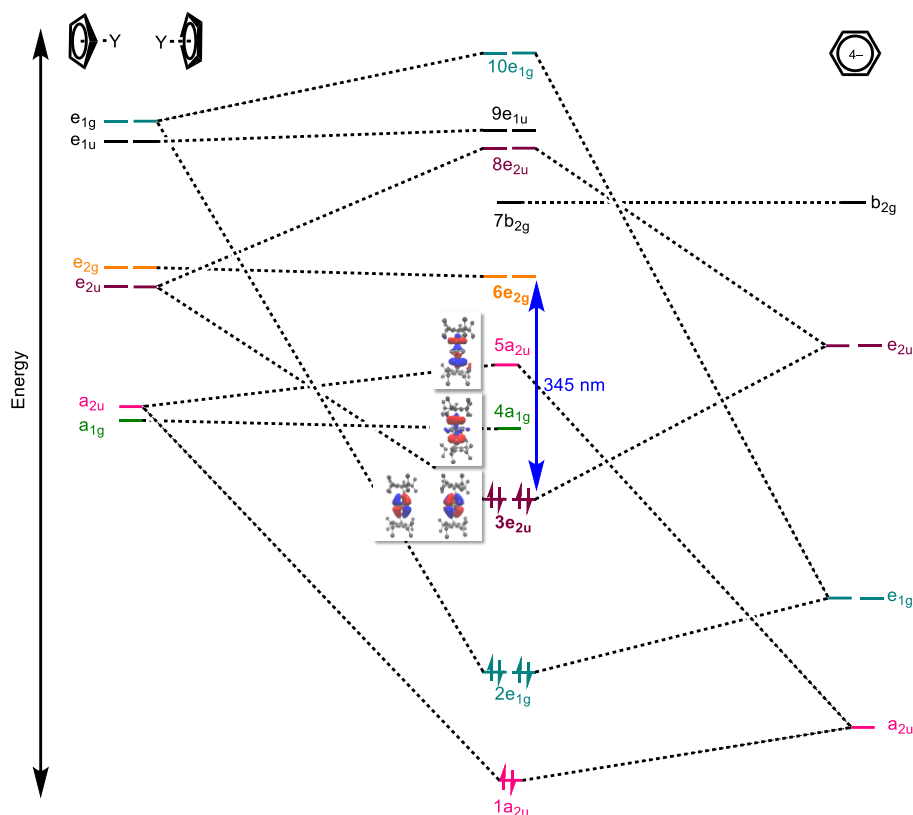 Y Y
4–
10e1g
e1g
9e1u
e1u
8e2u
b2g
7b2g
e2g
e2u
6e2g
5a2u
e2u
345 nm
Energy
a2u
4a1g
a1g
3e2u
e1g
2e1g
a2u
1a2u